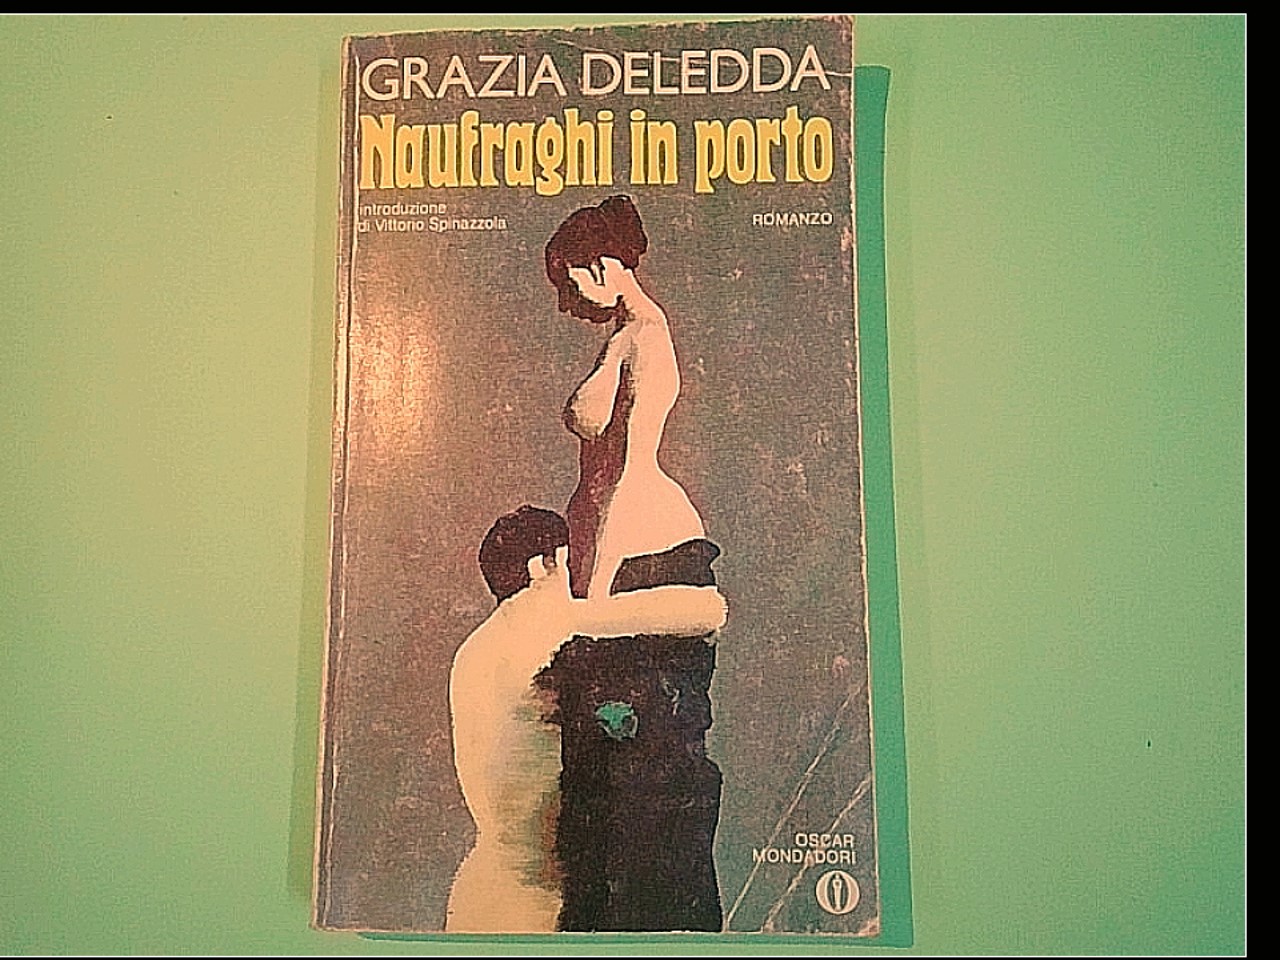 GRAZIA DELEDDA
Naufraghi in porto
introduzione
di Vittorio Spinazzola
ROMANZO
OSCAR
MONDADORI